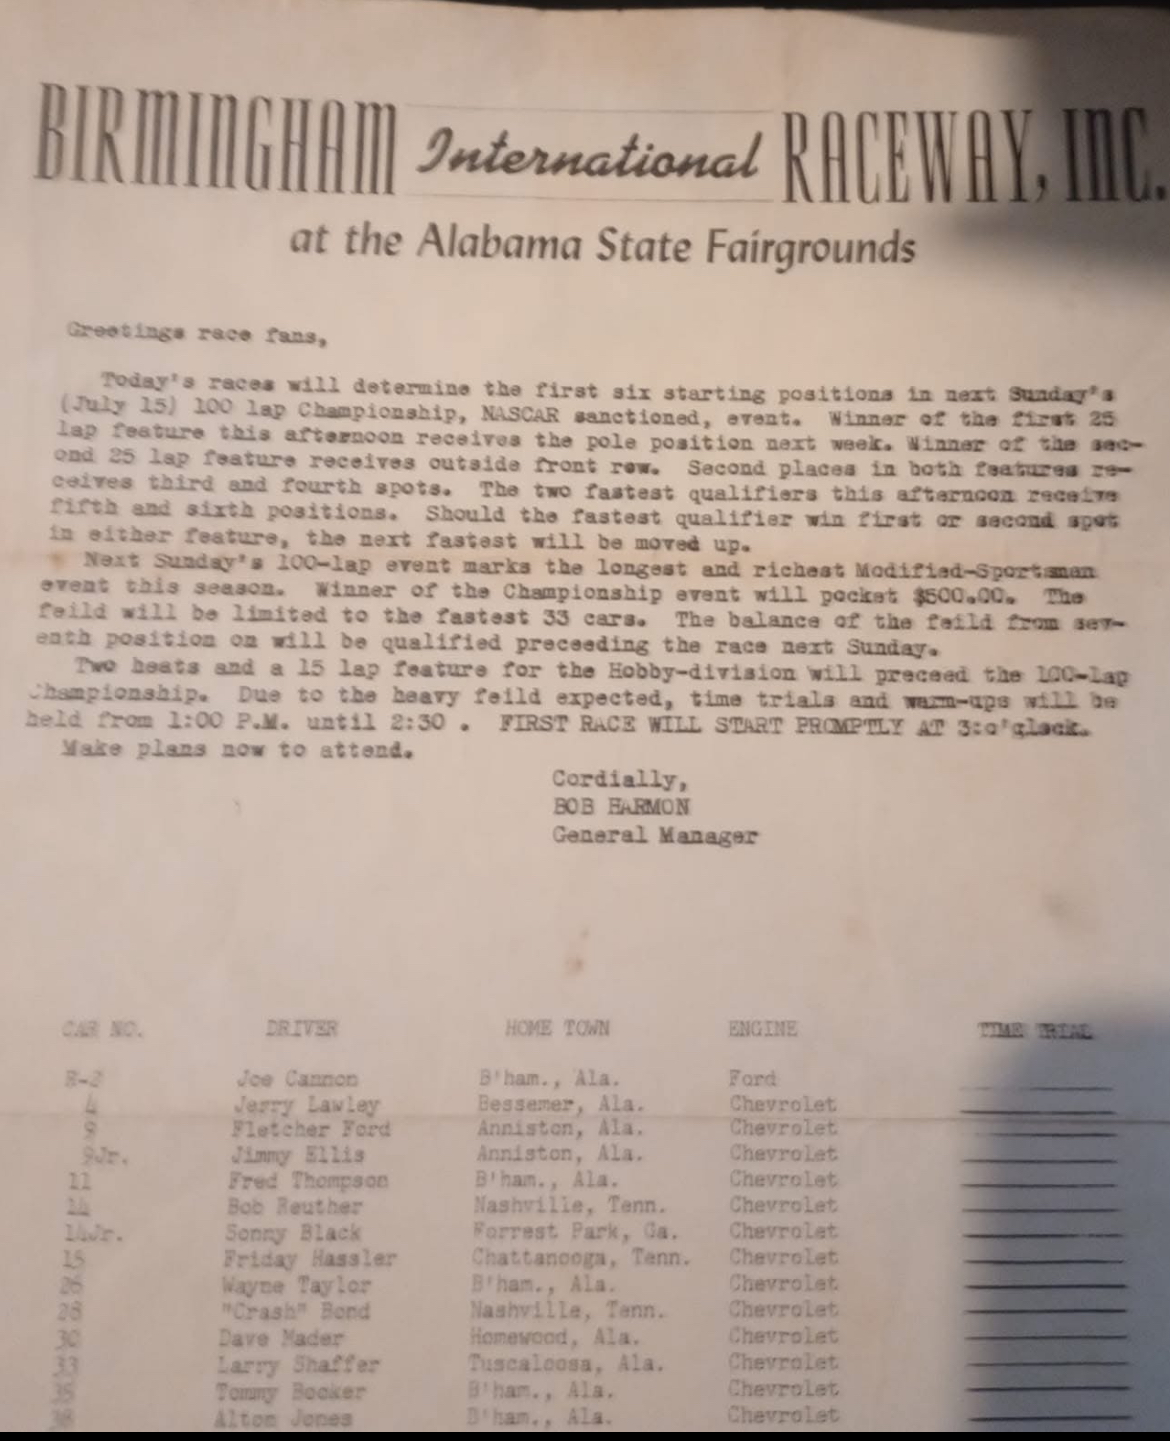 BIRMINGHAM International RACEWAY, INC.
at the Alabama State Fairgrounds
Greetings race fans,
Today's races will determine the first six starting positions in next Sunday's
(July 15) 100 lap Championship, NASCAR sanctioned, event. Winner of the first 25
lap feature this afternoon receives the pole position next week. Winner of the sec-
ond 25 lap feature receives outside front row. Second places in both features re-
ceives third and fourth spots. The two fastest qualifiers this afternoon receive
fifth and sixth positions. Should the fastest qualifier win first or second spot
in either feature, the next fastest will be moved up.
Next Sunday's 100-lap event marks the longest and richest Modified-Sportsman
event this season. Winner of the Championship event will pocket $500.00. The
feild will be limited to the fastest 33 cars. The balance of the feild from sev-
enth position on will be qualified preceeding the race next Sunday.
Two heats and a 15 lap feature for the Hobby-division will preceed the 100-lap
Championship. Due to the heavy feild expected, time trials and warm-ups will be
held from 1:00 P.M. until 2:30 . FIRST RACE WILL START PROMPTLY AT 3:o'glock.
Make plans now to attend.
Cordially,
BOB HARMON
General Manager
CAR NO. DRIVER HOME TOWN ENGINE TIME TRIAL
Joe Cannon B'ham., Ala. Ford
4 Jerry Lawley Bessemer, Ala. Chevrolet
9 Fletcher Ford Anniston, Ala. Chevrolet
9Jr. Jimmy Ellis Anniston, Ala. Chevrolet
11 Fred Thompson B'ham., Ala. Chevrolet
14 Bob Reuther Nashville, Tenn. Chevrolet
14Jr. Sonny Black Forrest Park, Ga. Chevrolet
15 Friday Hassler Chattanooga, Tenn. Chevrolet
26 Wayne Taylor B'ham., Ala. Chevrolet
28 "Crash" Bond Nashville, Tenn. Chevrolet
30 Dave Mader Homewood, Ala. Chevrolet
33 Larry Shaffer Tuscaloosa, Ala. Chevrolet
Tommy Booker B'ham., Ala. Chevrolet
Alton Jones B'ham., Ala. Chevrolet